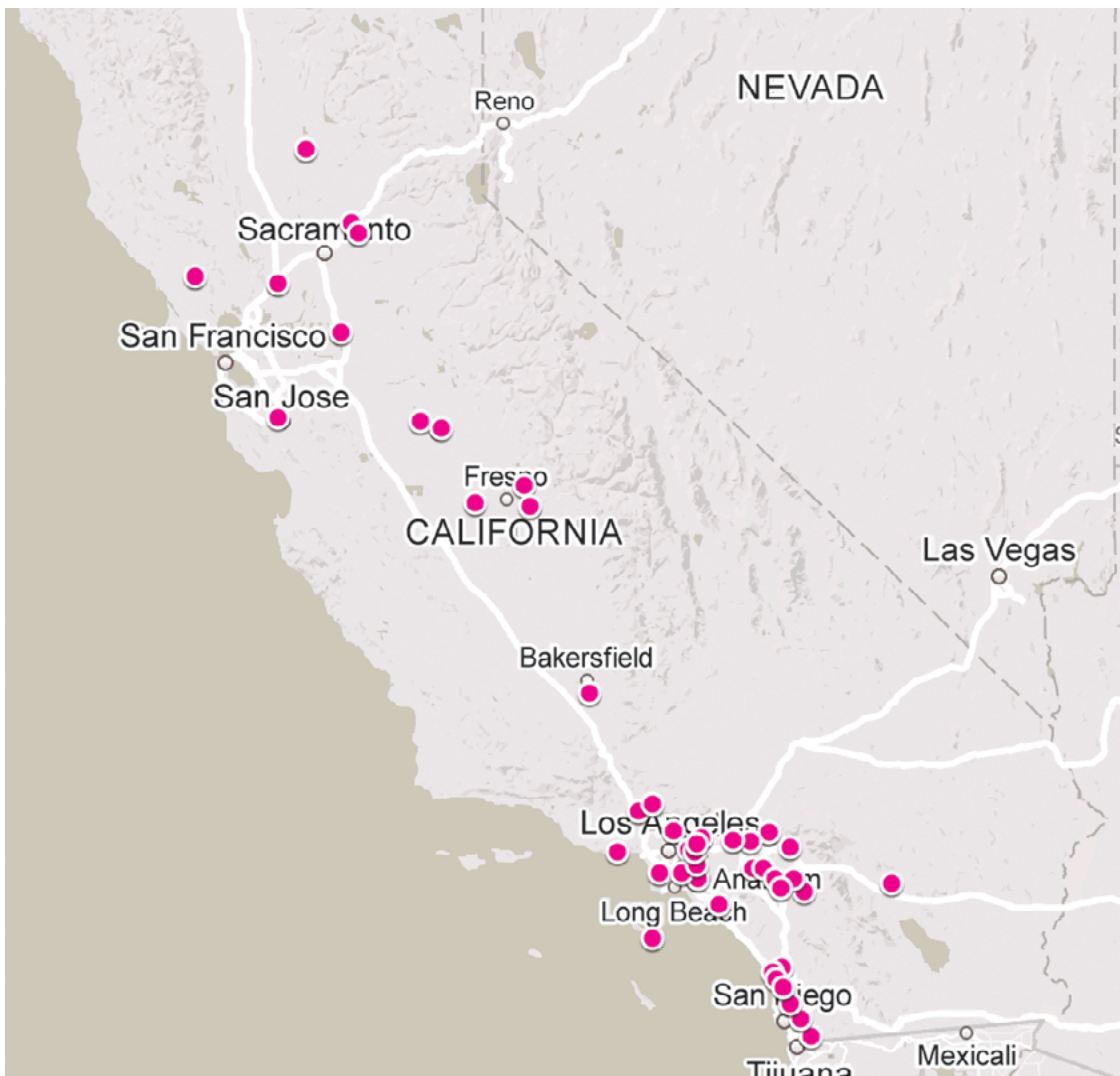 NEVADA
Reno
Sacramento
San Francisco
San Jose
Fresno
CALIFORNIA
Las Vegas
Bakersfield
Los Angeles
Anaheim
Long Beach
San Diego
Mexicali
Tijuana